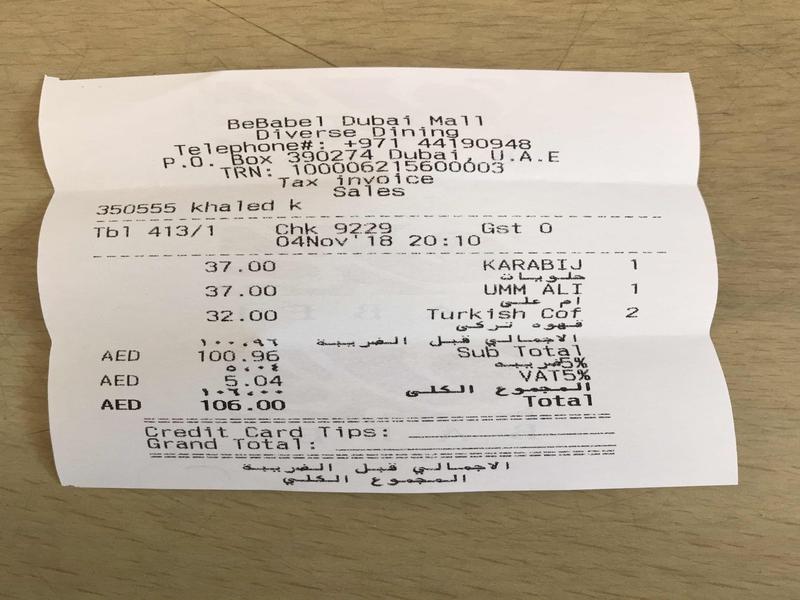 BeBabel Dubai Mall
Diverse Dining
Telephone#: +971 44190948
P.O. Box 390274 Dubai, U.A.E
TRN: 100006215600003
Tax invoice
Sales
350555 khaled k
Tbl 413/1 Chk 9229 Gst 0
04Nov'18 20:10
37.00 KARABIJ 1
حلويات
37.00 UMM ALI 1
ام علي
32.00 Turkish Cof 2
قهوه تركي
١٠٠.٩٦ الاجمالي قبل الضريبة
AED 100.96 Sub Total
٥.٠٤ ضريبه 5%
AED 5.04 VAT5%
١٠٦.٠٠ المجموع الكلي
AED 106.00 Total
Credit Card Tips:
Grand Total:
الاجمالي قبل الضريبة
المجموع الكلي